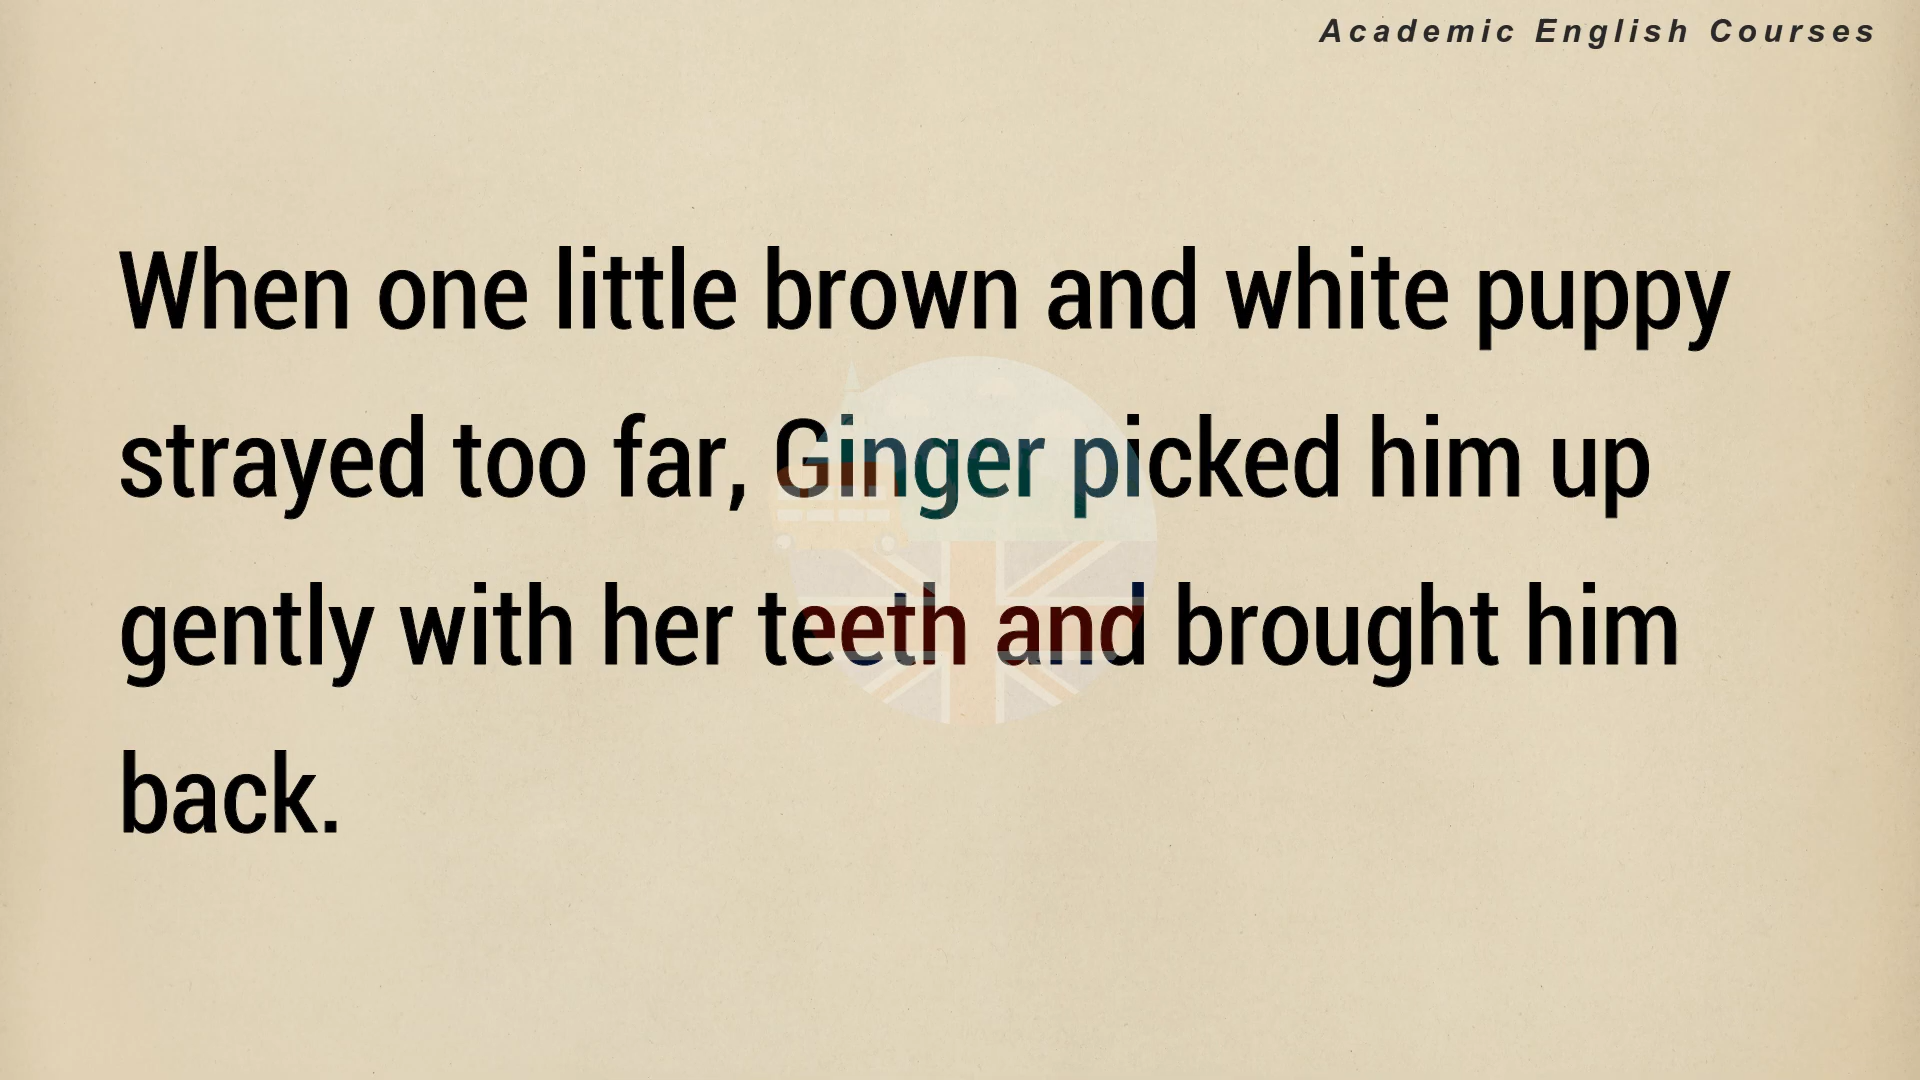 Academic English Courses
When one little brown and white puppy
strayed too far, Ginger picked him up
gently with her teeth and brought him
back.